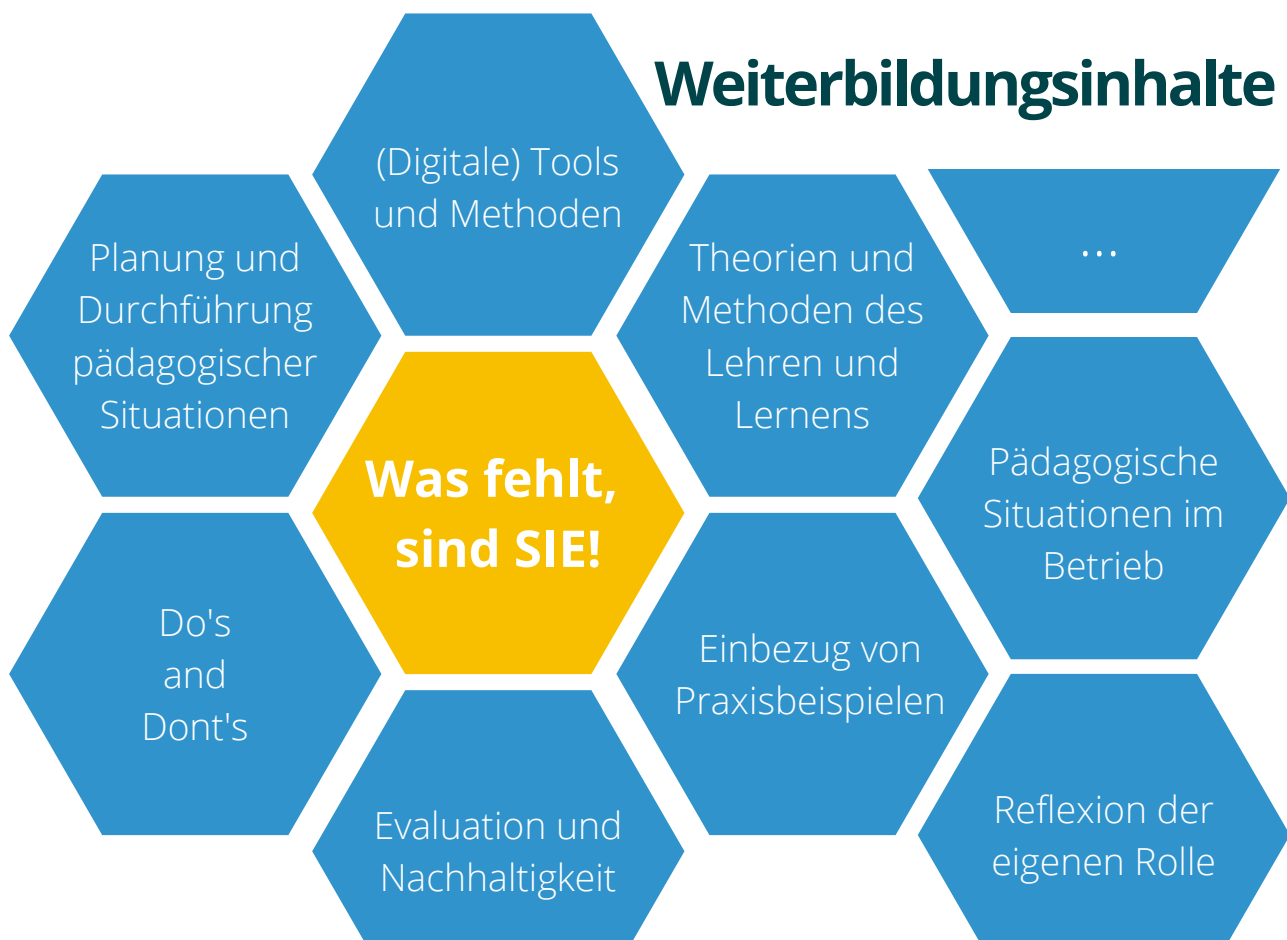 Weiterbildungsinhalte
(Digitale) Tools
und Methoden
Planung und
Durchführung
pädagogischer
Situationen
Theorien und
Methoden des
Lehren und
Lernens
...
Was fehlt,
sind SIE!
Pädagogische
Situationen im
Betrieb
Do's
and
Dont's
Einbezug von
Praxisbeispielen
Evaluation und
Nachhaltigkeit
Reflexion der
eigenen Rolle